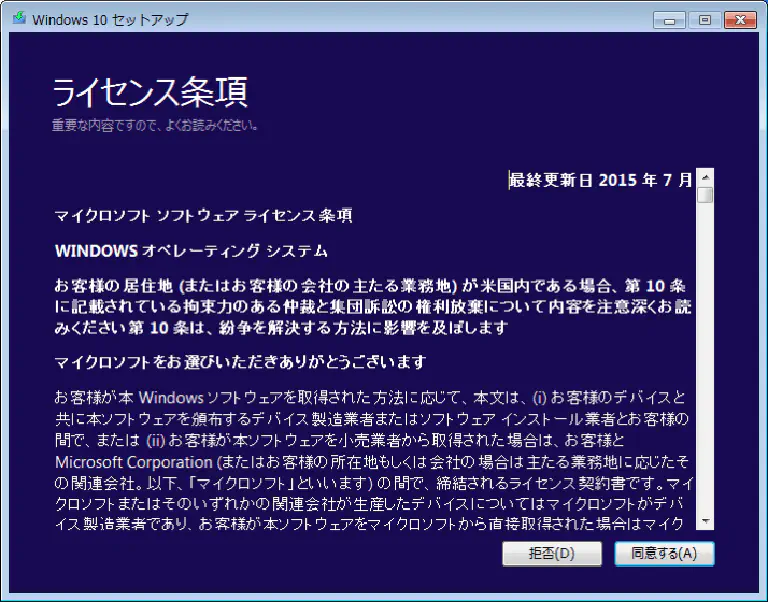 Windows 10 セットアップ
ライセンス条項
重要な内容ですので、よくお読みください。
最終更新日 2015 年 7 月
マイクロソフト ソフトウェア ライセンス条項
WINDOWS オペレーティング システム
お客様の居住地 (またはお客様の会社の主たる業務地) が米国内である場合、第 10 条
に記載されている拘束力のある仲裁と集団訴訟の権利放棄について内容を注意深くお読
みください第 10 条は、紛争を解決する方法に影響を及ぼします
マイクロソフトをお選びいただきありがとうございます
お客様が本 Windows ソフトウェアを取得された方法に応じて、本文は、(i) お客様のデバイスと
共に本ソフトウェアを頒布するデバイス製造業者またはソフトウェア インストール業者とお客様の
間で、または (ii) お客様が本ソフトウェアを小売業者から取得された場合は、お客様と
Microsoft Corporation (またはお客様の所在地もしくは会社の場合は主たる業務地に応じたそ
の関連会社。以下、「マイクロソフト」といいます) の間で、締結されるライセンス契約書です。マイ
クロソフトまたはそのいずれかの関連会社が生産したデバイスについてはマイクロソフトがデバ
イス製造業者であり、お客様が本ソフトウェアをマイクロソフトから直接取得された場合はマイク
拒否(D)
同意する(A)